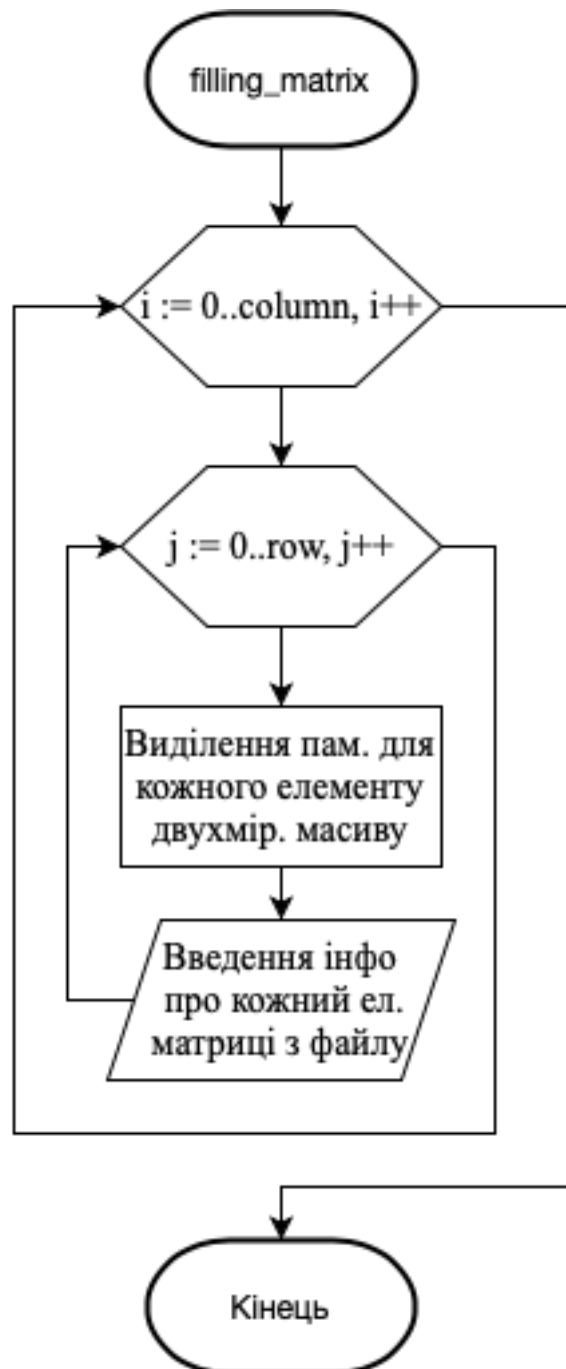 filling_matrix
i := 0..column, i++
j := 0..row, j++
Виділення пам. для
кожного елементу
двухмір. масиву
Введення інфо
про кожний ел.
матриці з файлу
Кінець